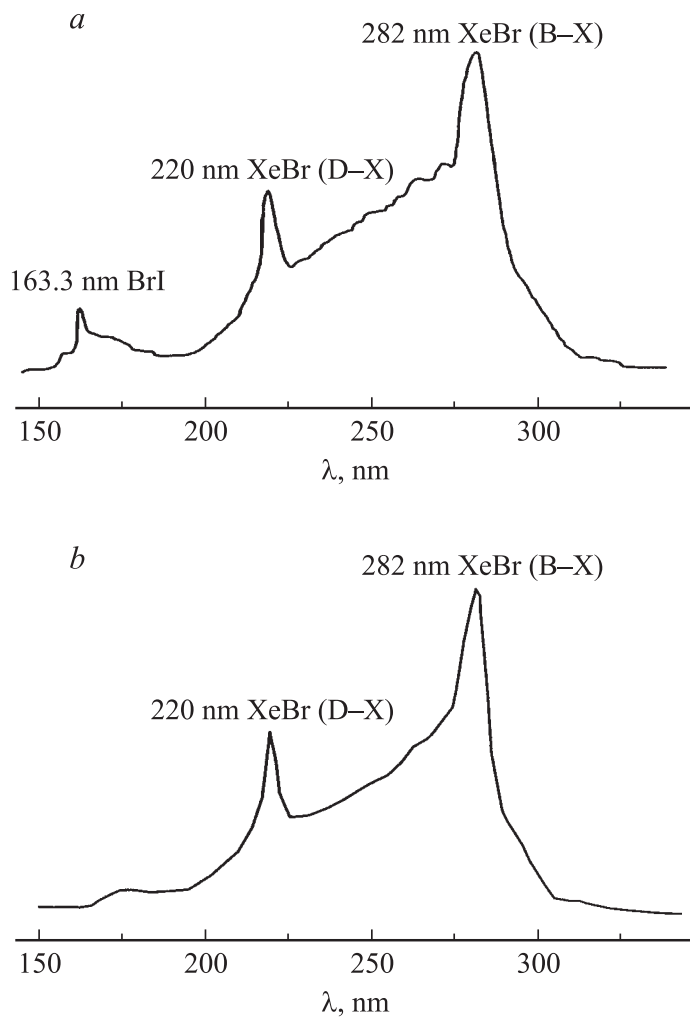 a
282 nm XeBr (B–X)
220 nm XeBr (D–X)
163.3 nm BrI
150 200 250 300
λ, nm
b
282 nm XeBr (B–X)
220 nm XeBr (D–X)
150 200 250 300
λ, nm